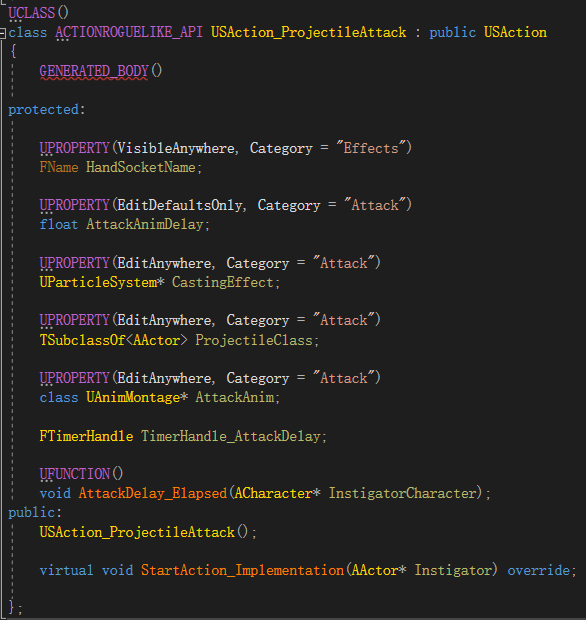 UCLASS()
class ACTIONROGUELIKE_API USAction_ProjectileAttack : public USAction
{
GENERATED_BODY()
protected:
UPROPERTY(VisibleAnywhere, Category = "Effects")
FName HandSocketName;
UPROPERTY(EditDefaultsOnly, Category = "Attack")
float AttackAnimDelay;
UPROPERTY(EditAnywhere, Category = "Attack")
UParticleSystem* CastingEffect;
UPROPERTY(EditAnywhere, Category = "Attack")
TSubclassOf<AActor> ProjectileClass;
UPROPERTY(EditAnywhere, Category = "Attack")
class UAnimMontage* AttackAnim;
FTimerHandle TimerHandle_AttackDelay;
UFUNCTION()
void AttackDelay_Elapsed(ACharacter* InstigatorCharacter);
public:
USAction_ProjectileAttack();
virtual void StartAction_Implementation(AActor* Instigator) override;
};